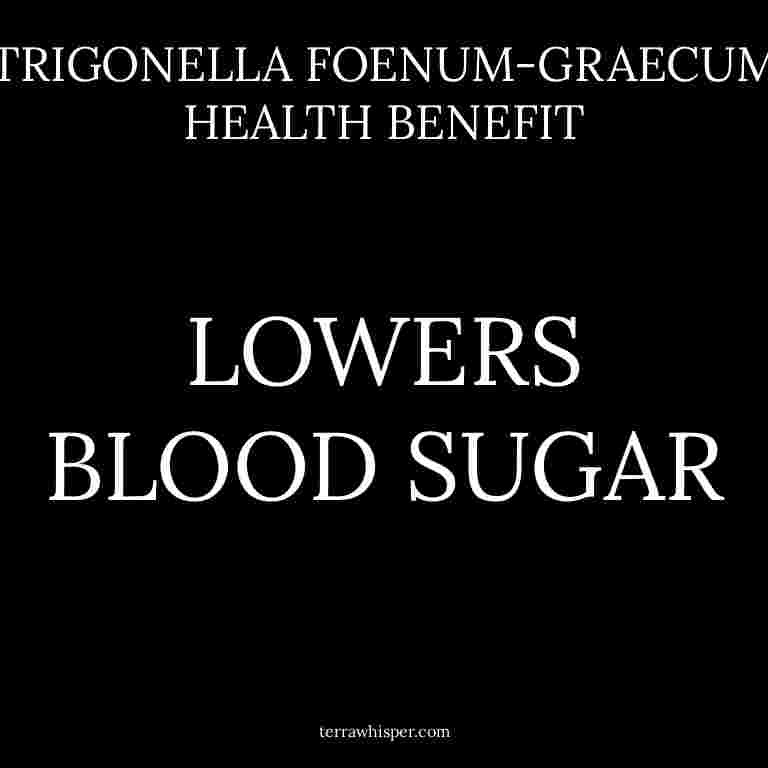 TRIGONELLA FOENUM-GRAECUM
HEALTH BENEFIT
LOWERS
BLOOD SUGAR
terrawhisper.com